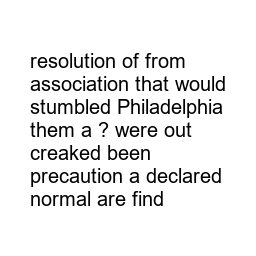 resolution of from
association that would
stumbled Philadelphia
them a ? were out
creaked been
precaution a declared
normal are find